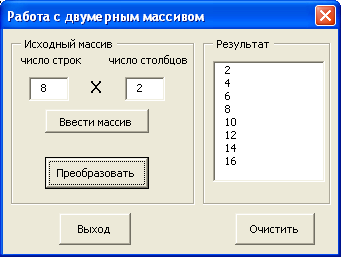 Работа с двумерным массивом
Исходный массив
число строк число столбцов
8 X 2
Ввести массив
Преобразовать
Результат
2
4
6
8
10
12
14
16
Выход
Очистить